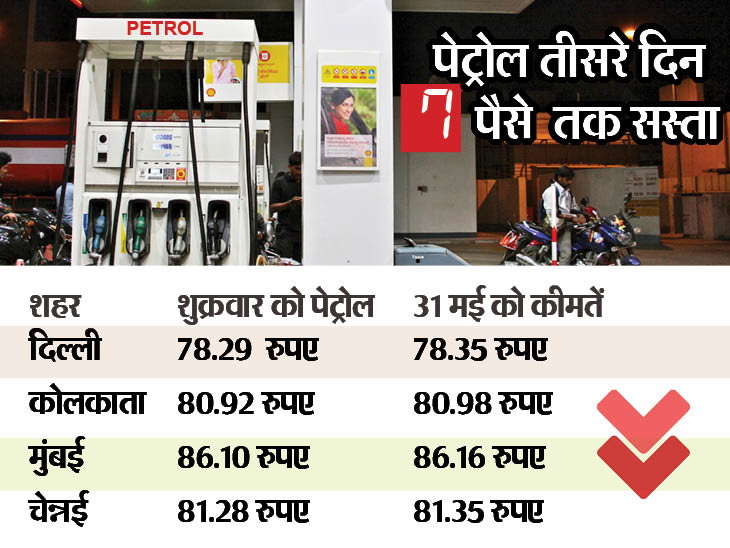 PETROL
पेट्रोल तीसरे दिन
7 पैसे तक सस्ता
शहर शुक्रवार को पेट्रोल 31 मई को कीमतें
दिल्ली 78.29 रुपए 78.35 रुपए
कोलकाता 80.92 रुपए 80.98 रुपए
मुंबई 86.10 रुपए 86.16 रुपए
चेन्नई 81.28 रुपए 81.35 रुपए